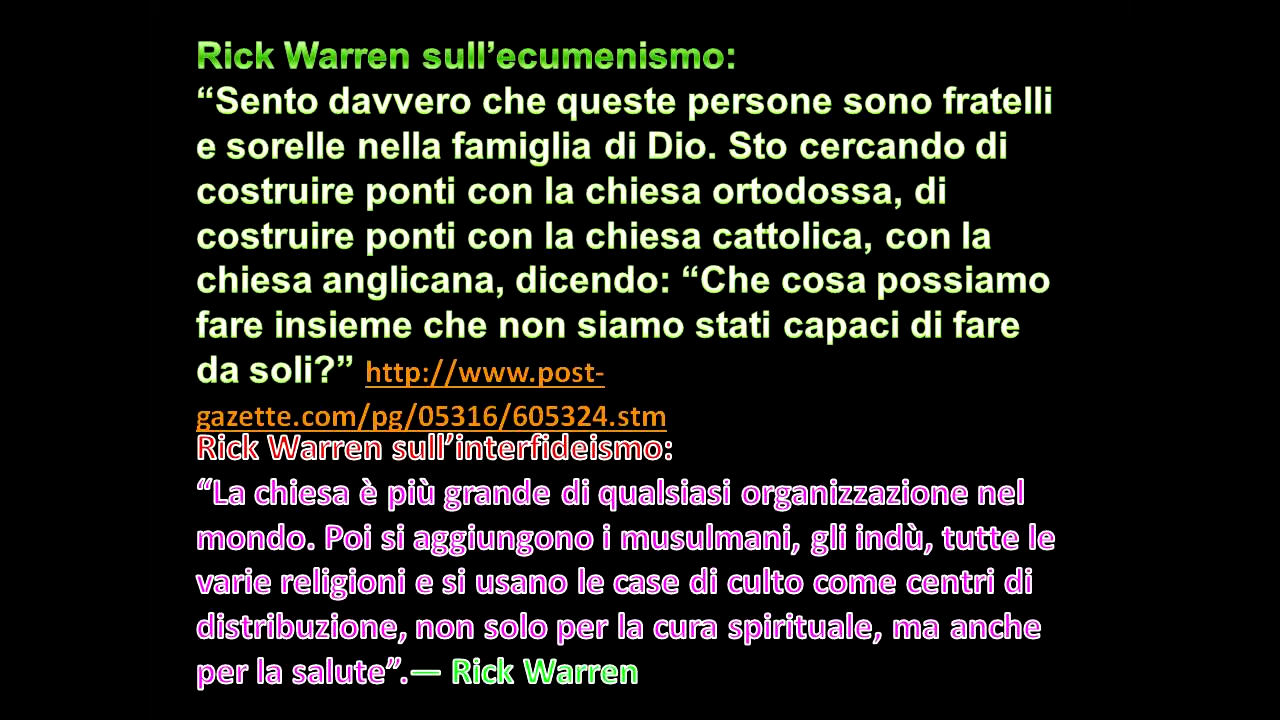 Rick Warren sull’ecumenismo:
“Sento davvero che queste persone sono fratelli
e sorelle nella famiglia di Dio. Sto cercando di
costruire ponti con la chiesa ortodossa, di
costruire ponti con la chiesa cattolica, con la
chiesa anglicana, dicendo: “Che cosa possiamo
fare insieme che non siamo stati capaci di fare
da soli?” http://www.post-
gazette.com/pg/05316/605324.stm
Rick Warren sull’interfideismo:
“La chiesa è più grande di qualsiasi organizzazione nel
mondo. Poi si aggiungono i musulmani, gli indù, tutte le
varie religioni e si usano le case di culto come centri di
distribuzione, non solo per la cura spirituale, ma anche
per la salute”.— Rick Warren